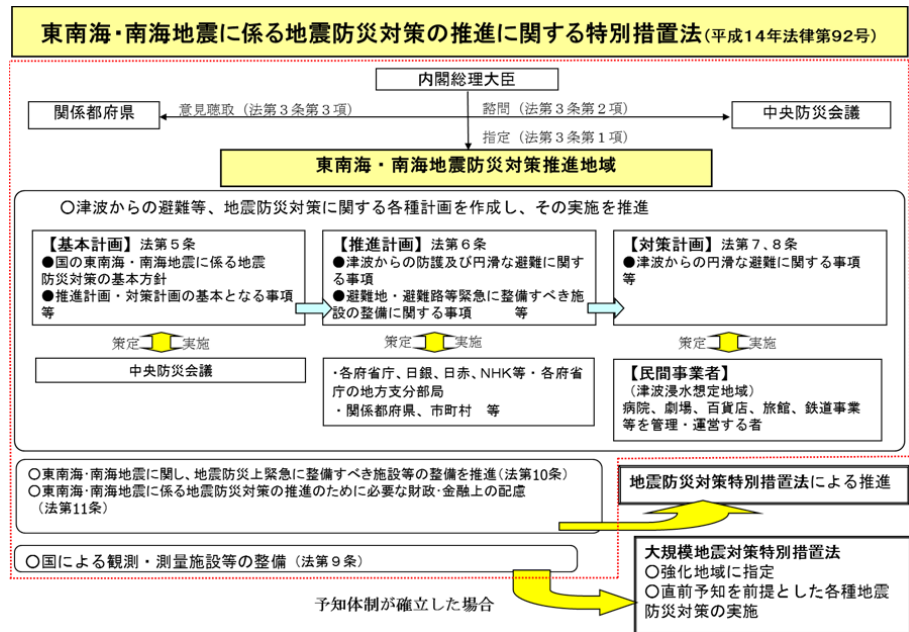 東南海・南海地震に係る地震防災対策の推進に関する特別措置法(平成14年法律第92号)
内閣総理大臣
関係都府県
意見聴取（法第３条第３項）
諮問（法第３条第２項）
中央防災会議
指定（法第３条第１項）
東南海・南海地震防災対策推進地域
○津波からの避難等、地震防災対策に関する各種計画を作成し、その実施を推進
【基本計画】法第５条
●国の東南海・南海地震に係る地震
防災対策の基本方針
●推進計画・対策計画の基本となる事項
等
【推進計画】法第６条
●津波からの防護及び円滑な避難に関す
る事項
●避難地・避難路等緊急に整備すべき施
設の整備に関する事項　等
【対策計画】法第７、８条
●津波からの円滑な避難に関する事項
等
策定　実施
策定　実施
策定　実施
中央防災会議
・各府省庁、日銀、日赤、NHK等・各府省
庁の地方支分部局
・関係都府県、市町村　等
【民間事業者】
（津波浸水想定地域）
病院、劇場、百貨店、旅館、鉄道事業
等を管理・運営する者
○東南海・南海地震に関し、地震防災上緊急に整備すべき施設等の整備を推進(法第10条)
○東南海・南海地震に係る地震防災対策の推進のために必要な財政・金融上の配慮
(法第11条)
地震防災対策特別措置法による推進
○国による観測・測量施設等の整備（法第９条）
予知体制が確立した場合
大規模地震対策特別措置法
○強化地域に指定
○直前予知を前提とした各種地震
防災対策の実施